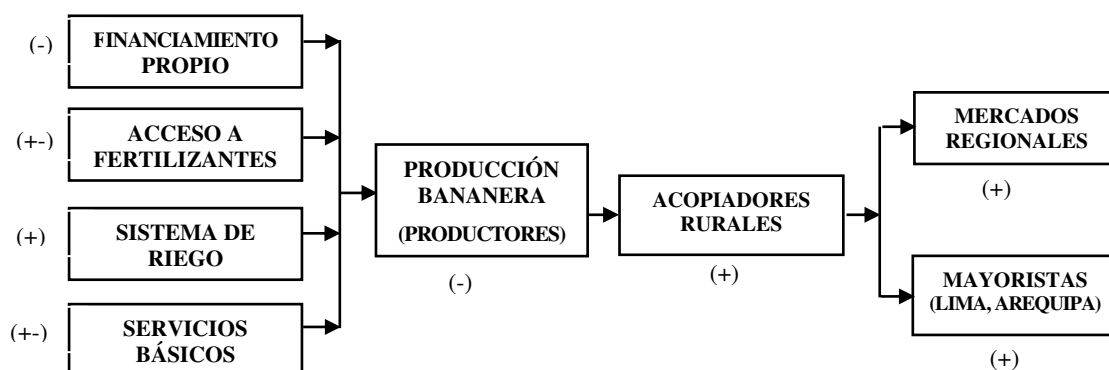 (-)
FINANCIAMIENTO
PROPIO
(+-)
ACCESO A
FERTILIZANTES
(+)
SISTEMA DE
RIEGO
(+-)
SERVICIOS
BÁSICOS
PRODUCCIÓN
BANANERA
(PRODUCTORES)
(-)
ACOPIADORES
RURALES
(+)
MERCADOS
REGIONALES
(+)
MAYORISTAS
(LIMA, AREQUIPA)
(+)